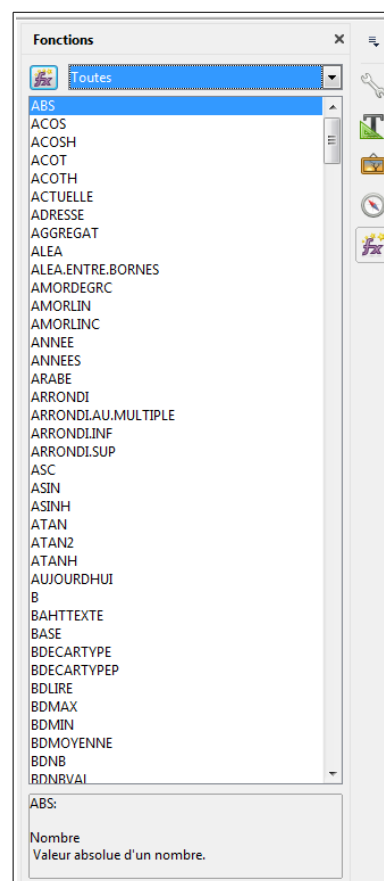 Fonctions
Toutes
ABS
ACOS
ACOSH
ACOT
ACOTH
ACTUELLE
ADRESSE
AGGREGAT
ALEA
ALEA.ENTRE.BORNES
AMORDEGRC
AMORLIN
AMORLINC
ANNEE
ANNEES
ARABE
ARRONDI
ARRONDI.AU.MULTIPLE
ARRONDI.INF
ARRONDI.SUP
ASC
ASIN
ASINH
ATAN
ATAN2
ATANH
AUJOURDHUI
B
BAHTTEXTE
BASE
BDECARTYPE
BDECARTYPEP
BDLIRE
BDMAX
BDMIN
BDMOYENNE
BDNB
BDNBVAL
ABS:
Nombre
Valeur absolue d'un nombre.